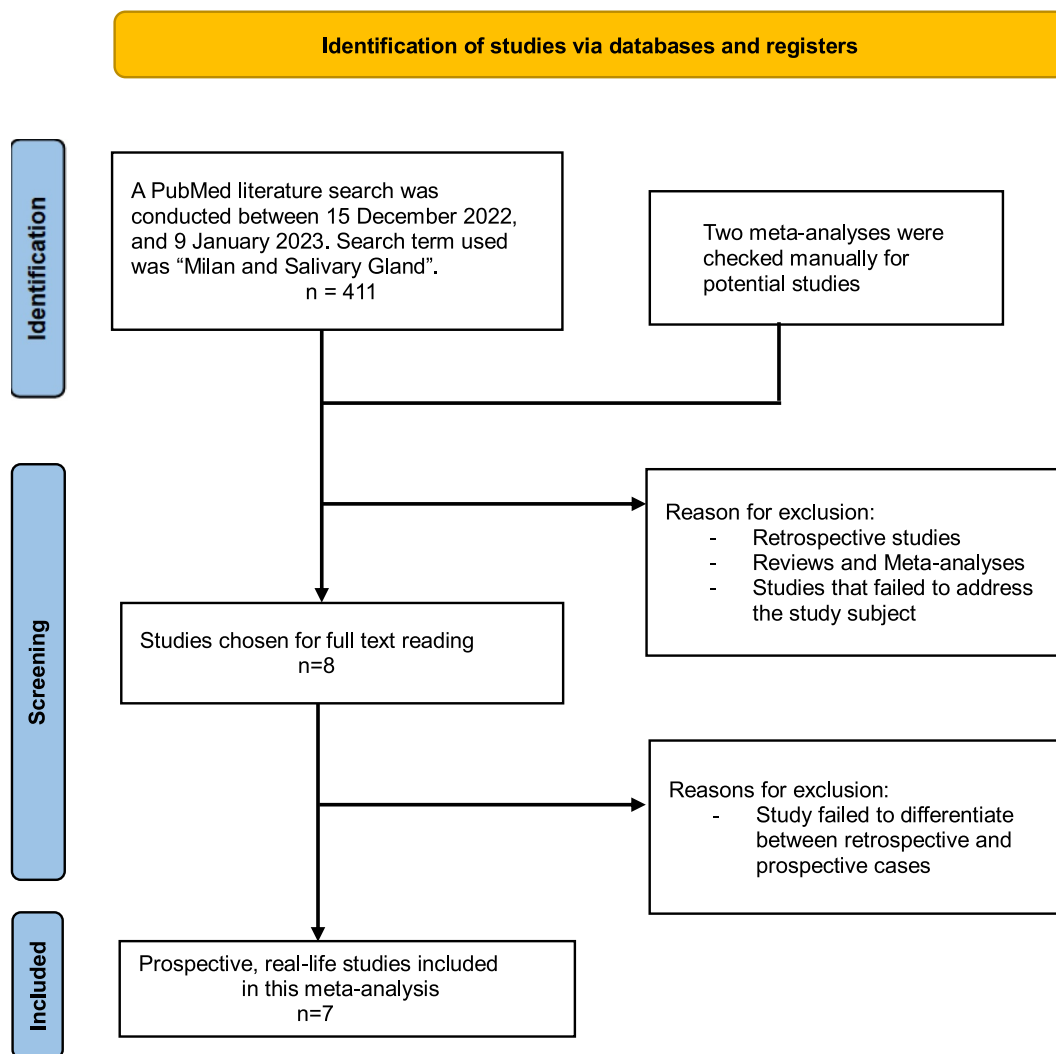 Identification of studies via databases and registers
Identification
A PubMed literature search was
conducted between 15 December 2022,
and 9 January 2023. Search term used
was “Milan and Salivary Gland”.
n = 411
Two meta-analyses were
checked manually for
potential studies
Screening
Reason for exclusion:
- Retrospective studies
- Reviews and Meta-analyses
- Studies that failed to address
the study subject
Studies chosen for full text reading
n=8
Reasons for exclusion:
- Study failed to differentiate
between retrospective and
prospective cases
Included
Prospective, real-life studies included
in this meta-analysis
n=7